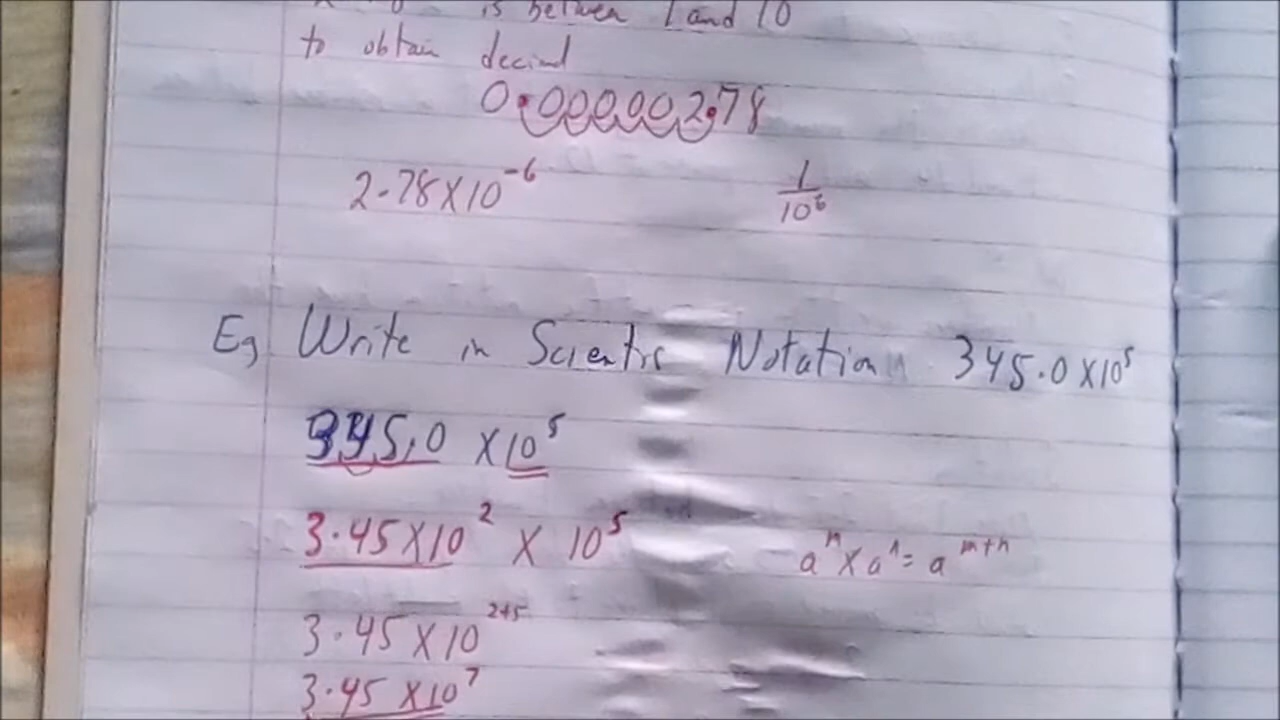 is between 1 and 10
to obtain decimal
0.000002.78
2.78 X 10^-6
1/10^6
Eg Write in Scientic Notation 345.0 X 10^5
345.0 X 10^5
3.45 X 10^2 X 10^5
a^m X a^n = a^m+n
3.45 X 10^2+5
3.45 X 10^7